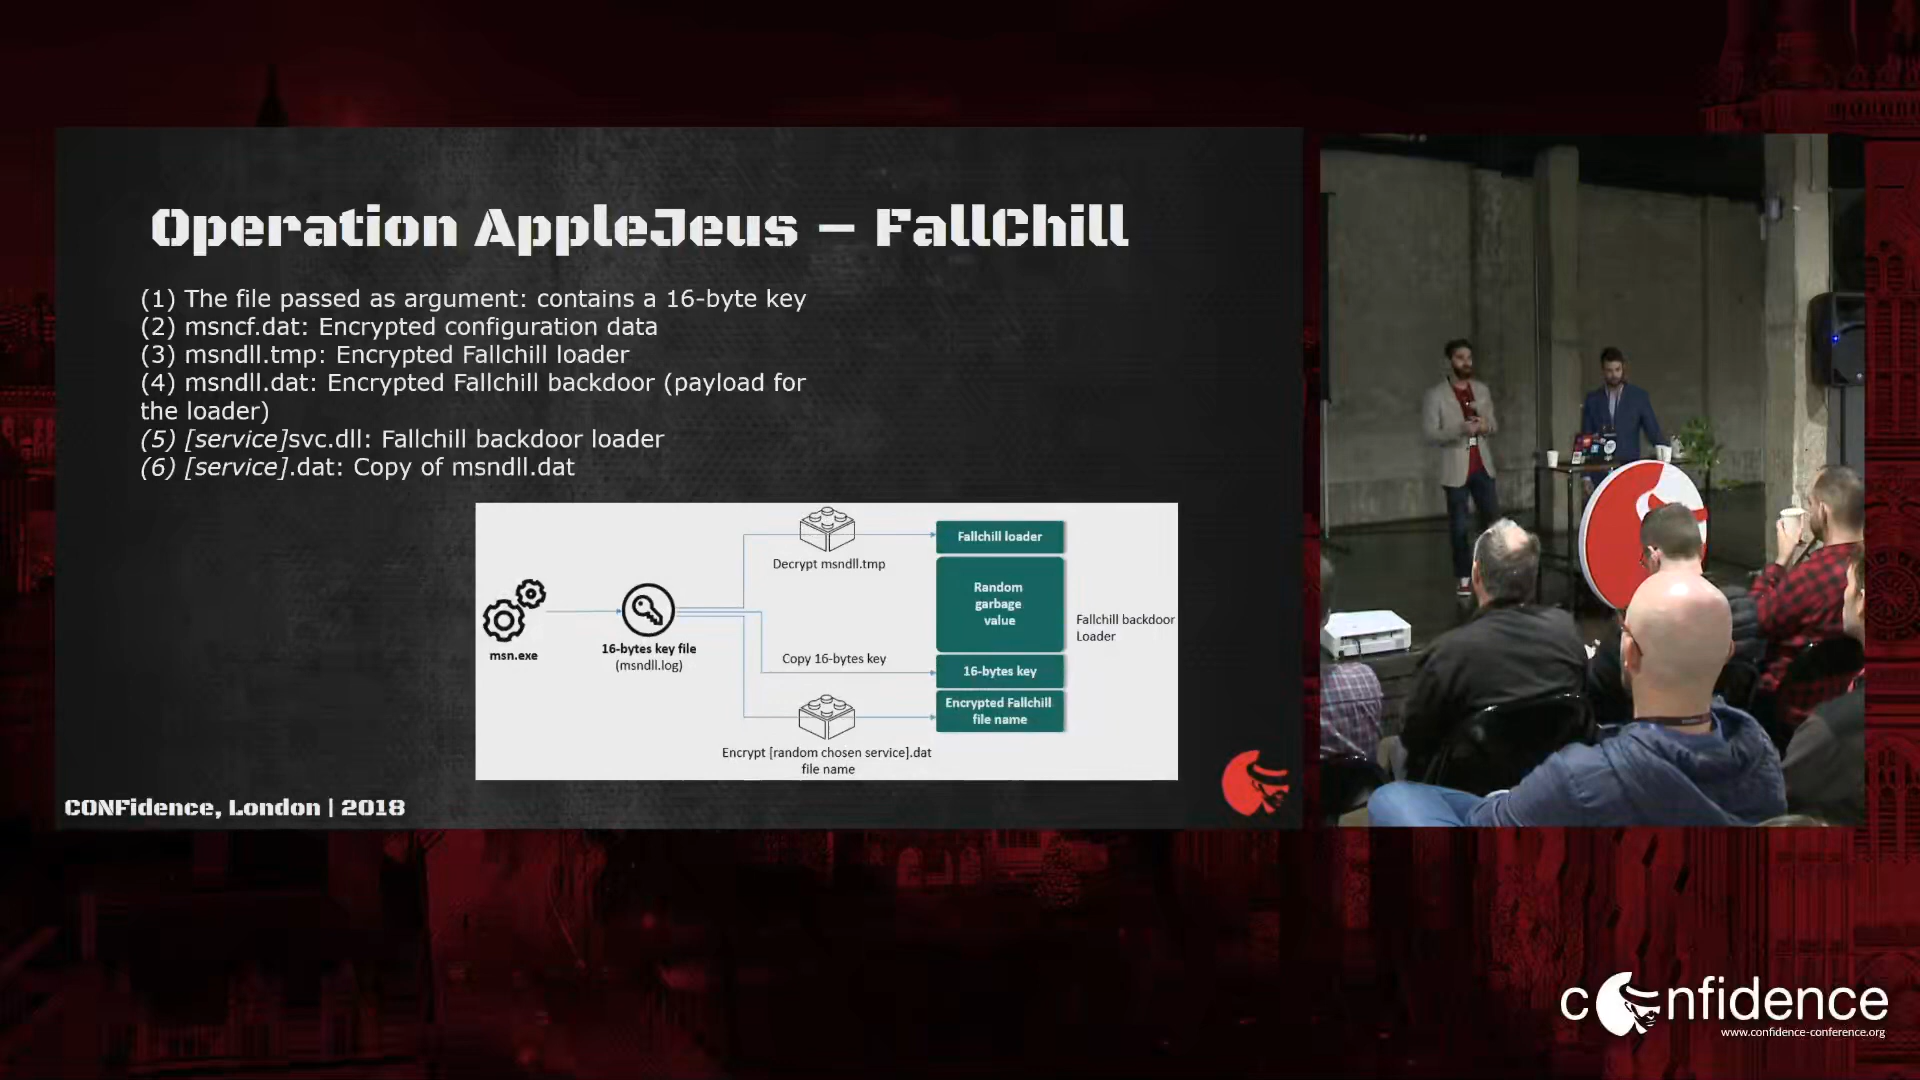 Operation AppleJeus – FallChill
(1) The file passed as argument: contains a 16-byte key
(2) msncf.dat: Encrypted configuration data
(3) msndll.tmp: Encrypted Fallchill loader
(4) msndll.dat: Encrypted Fallchill backdoor (payload for
the loader)
(5) [service]svc.dll: Fallchill backdoor loader
(6) [service].dat: Copy of msndll.dat
msn.exe
16-bytes key file
(msndll.log)
Decrypt msndll.tmp
Copy 16-bytes key
Encrypt [random chosen service].dat
file name
Fallchill loader
Random
garbage
value
16-bytes key
Encrypted Fallchill
file name
Fallchill backdoor
Loader
CONFidence, London | 2018
confidence
www.confidence-conference.org